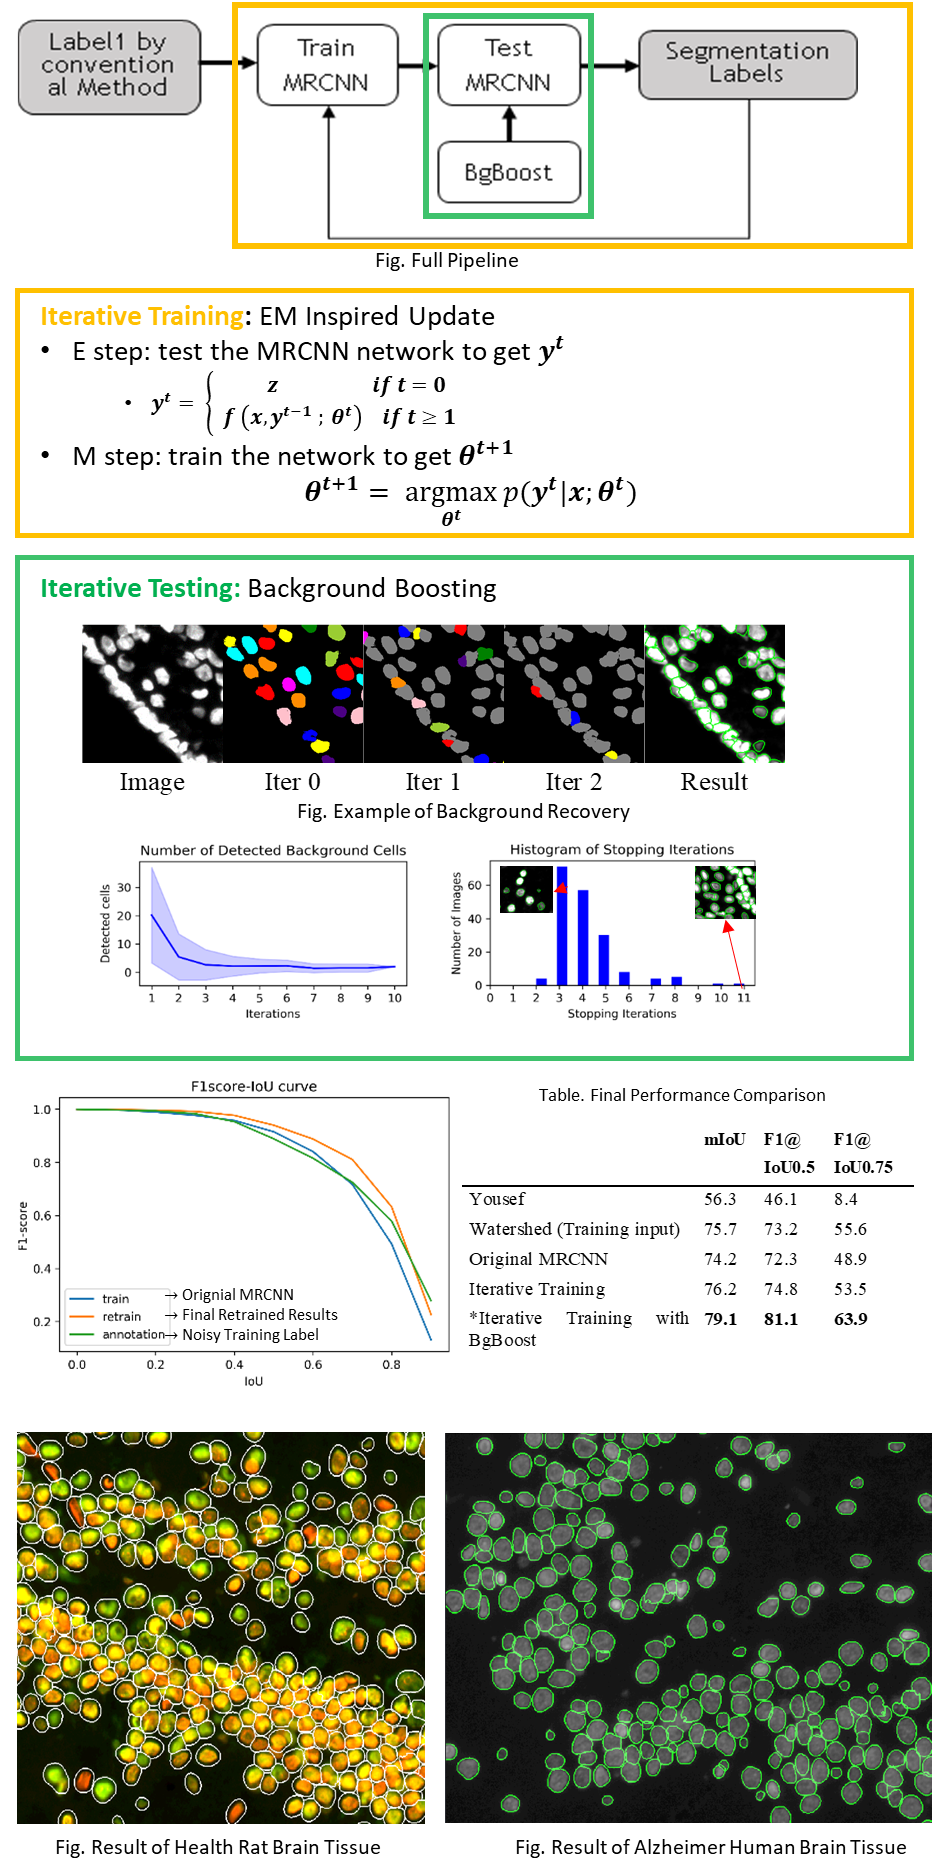 Label1 by
convention
al Method
Train
MRCNN
Test
MRCNN
BgBoost
Segmentation
Labels
Fig. Full Pipeline
Iterative Training: EM Inspired Update
• E step: test the MRCNN network to get y^t
• y^t = { z if t = 0
f (x, y^{t−1} ; θ^t) if t ≥ 1
• M step: train the network to get θ^{t+1}
θ^{t+1} = argmax p(y^t|x; θ^t)
θ^t
Iterative Testing: Background Boosting
Image Iter 0 Iter 1 Iter 2 Result
Fig. Example of Background Recovery
Number of Detected Background Cells
Detected cells
30
20
10
0
1 2 3 4 5 6 7 8 9 10
Iterations
Histogram of Stopping Iterations
Number of Images
60
40
20
0
0 1 2 3 4 5 6 7 8 9 10 11
Stopping Iterations
F1score-IoU curve
F1-score
1.0
0.8
0.6
0.4
0.2
train → Orignial MRCNN
retrain → Final Retrained Results
annotation → Noisy Training Label
0.0 0.2 0.4 0.6 0.8
IoU
Table. Final Performance Comparison
mIoU F1@ F1@
IoU0.5 IoU0.75
Yousef 56.3 46.1 8.4
Watershed (Training input) 75.7 73.2 55.6
Original MRCNN 74.2 72.3 48.9
Iterative Training 76.2 74.8 53.5
*Iterative Training with 79.1 81.1 63.9
BgBoost
Fig. Result of Health Rat Brain Tissue
Fig. Result of Alzheimer Human Brain Tissue